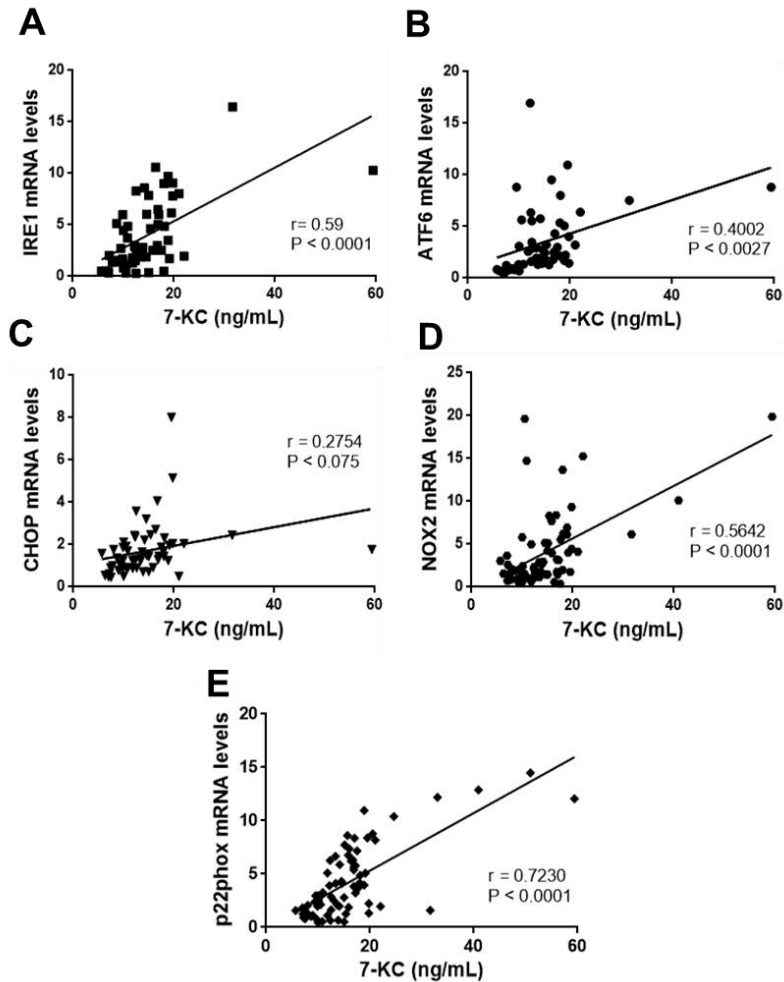 A
IRE1 mRNA levels
20
15
10
5
0
r= 0.59
P < 0.0001
0 20 40 60
7-KC (ng/mL)
B
ATF6 mRNA levels
20
15
10
5
0
r = 0.4002
P < 0.0027
0 20 40 60
7-KC (ng/mL)
C
CHOP mRNA levels
10
8
6
4
2
0
r = 0.2754
P < 0.075
0 20 40 60
7-KC (ng/mL)
D
NOX2 mRNA levels
25
20
15
10
5
0
r = 0.5642
P < 0.0001
0 20 40 60
7-KC (ng/mL)
E
p22phox mRNA levels
20
15
10
5
0
r = 0.7230
P < 0.0001
0 20 40 60
7-KC (ng/mL)